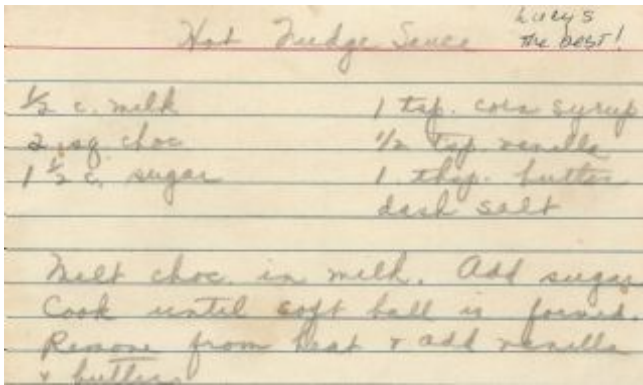 Hot Fudge Sauce
Lucy's
the best!
1/2 c. milk
2 sq choc
1 1/2 c. sugar
1 tsp. corn syrup
1/2 tsp. vanilla
1 tbsp. butter
dash salt
Melt choc. in milk. Add sugar
Cook until soft ball is formed.
Remove from heat & add vanilla
& butter